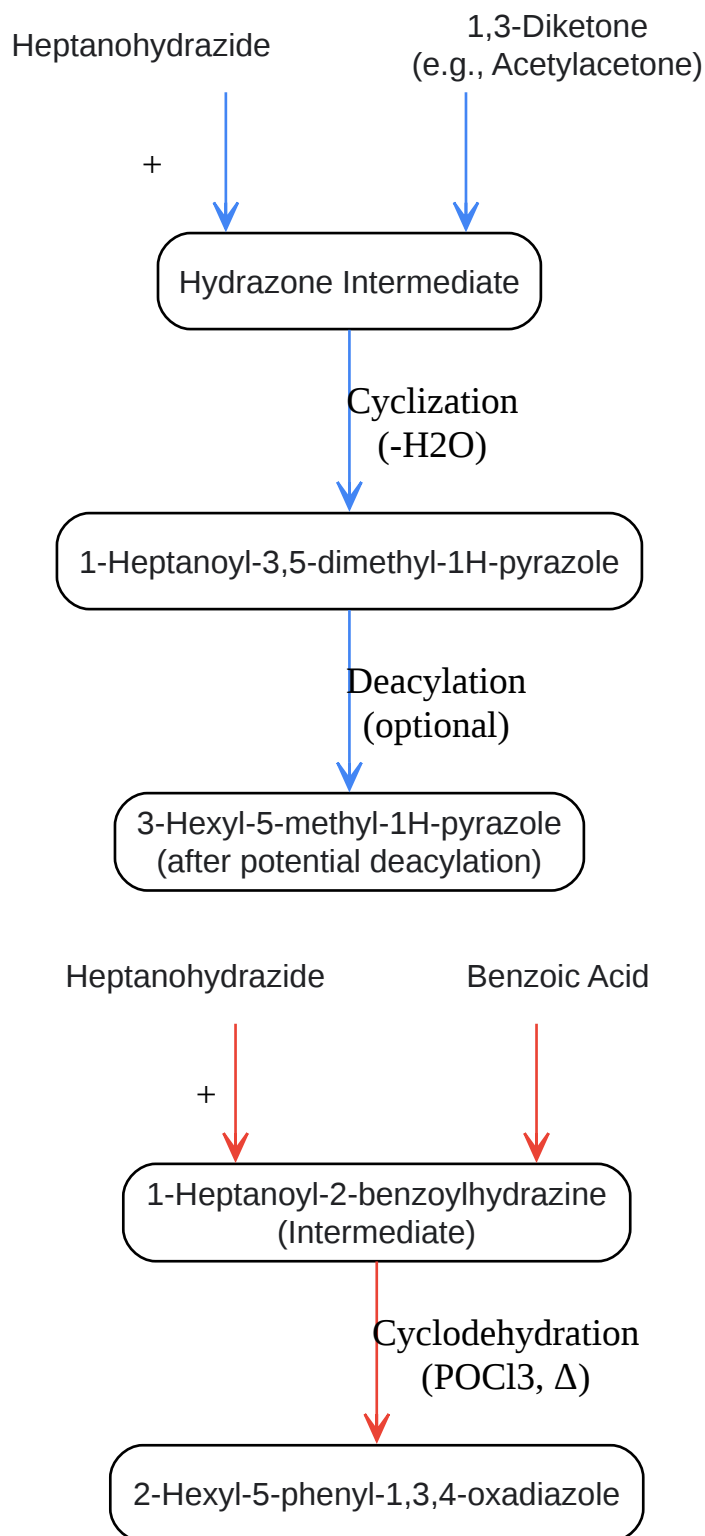 Heptanohydrazide
1,3-Diketone
(e.g., Acetylacetone)
+
Hydrazone Intermediate
Cyclization
(-H2O)
1-Heptanoyl-3,5-dimethyl-1H-pyrazole
Deacylation
(optional)
3-Hexyl-5-methyl-1H-pyrazole
(after potential deacylation)
Heptanohydrazide
Benzoic Acid
+
1-Heptanoyl-2-benzoylhydrazine
(Intermediate)
Cyclodehydration
(POCl3, Δ)
2-Hexyl-5-phenyl-1,3,4-oxadiazole